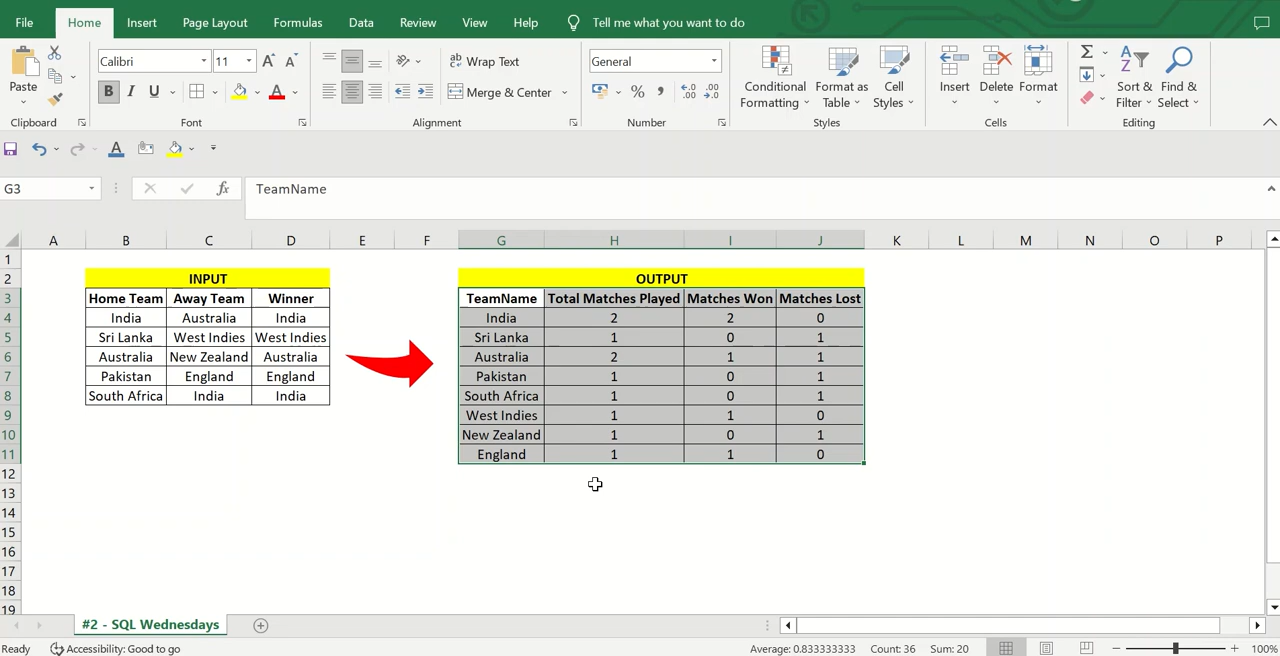 File Home Insert Page Layout Formulas Data Review View Help Tell me what you want to do
Calibri 11 Wrap Text General
Paste B I U Merge & Center % , Conditional Formatting Format as Table Cell Styles Insert Delete Format Sort & Filter Find & Select
Clipboard Font Alignment Number Styles Cells Editing
G3 fx TeamName
A B C D E F G H I J K L M N O P
1
2 INPUT OUTPUT
3 Home Team Away Team Winner TeamName Total Matches Played Matches Won Matches Lost
4 India Australia India India 2 2 0
5 Sri Lanka West Indies West Indies Sri Lanka 1 0 1
6 Australia New Zealand Australia Australia 2 1 1
7 Pakistan England England Pakistan 1 0 1
8 South Africa India India South Africa 1 0 1
9 West Indies 1 1 0
10 New Zealand 1 0 1
11 England 1 1 0
12
13
14
15
16
17
18
19
#2 - SQL Wednesdays
Ready Accessibility: Good to go Average: 0.833333333 Count: 36 Sum: 20 100%